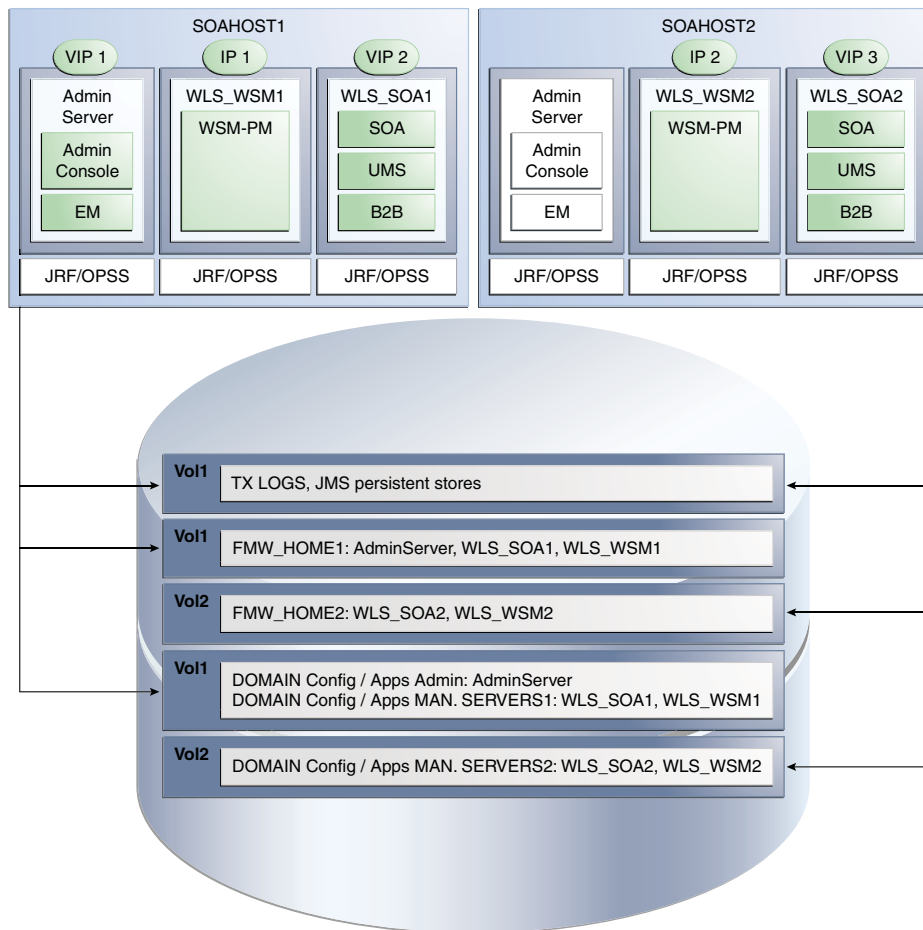 SOAHOST1
VIP 1
IP 1
VIP 2
Admin
Server
Admin
Console
EM
WLS_WSM1
WSM-PM
WLS_SOA1
SOA
UMS
B2B
JRF/OPSS
JRF/OPSS
JRF/OPSS
SOAHOST2
IP 2
VIP 3
Admin
Server
Admin
Console
EM
WLS_WSM2
WSM-PM
WLS_SOA2
SOA
UMS
B2B
JRF/OPSS
JRF/OPSS
JRF/OPSS
Vol1
TX LOGS, JMS persistent stores
Vol1
FMW_HOME1: AdminServer, WLS_SOA1, WLS_WSM1
Vol2
FMW_HOME2: WLS_SOA2, WLS_WSM2
Vol1
DOMAIN Config / Apps Admin: AdminServer
DOMAIN Config / Apps MAN. SERVERS1: WLS_SOA1, WLS_WSM1
Vol2
DOMAIN Config / Apps MAN. SERVERS2: WLS_SOA2, WLS_WSM2